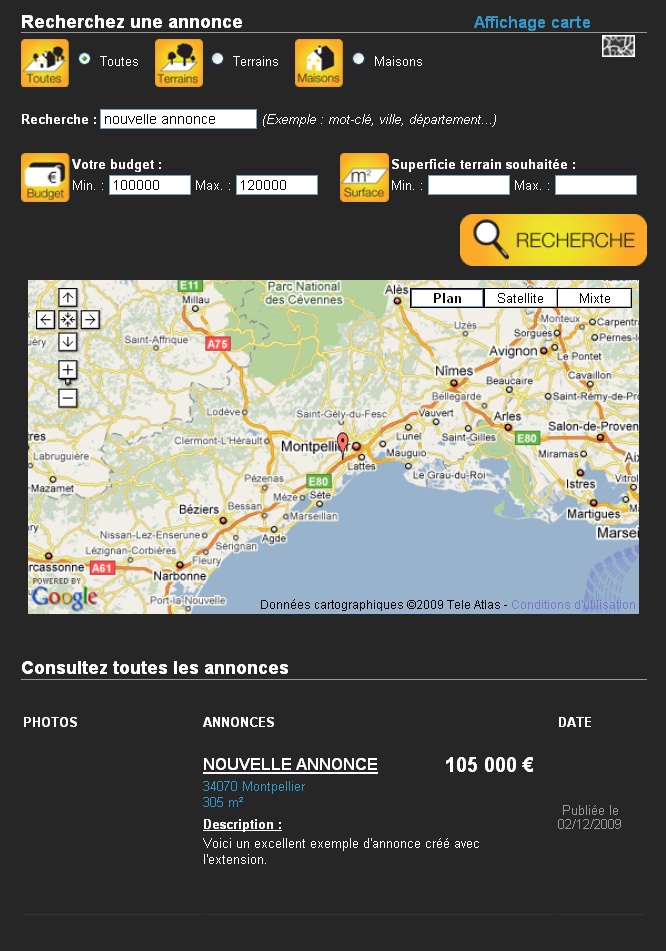 Recherchez une annonce
Affichage carte
Toutes
Toutes
Terrains
Terrains
Maisons
Maisons
Recherche : nouvelle annonce (Exemple : mot-clé, ville, département...)
Budget
Votre budget :
Min. : 100000 Max. : 120000
m²
Surface
Superficie terrain souhaitée :
Min. : Max. :
RECHERCHE
Plan
Satellite
Mixte
E11
Millau
Parc National
des Cévennes
Alès
Uzès
Monteux
Carpentr
Sorgues
Pernes-l
Avignon
Le Pontet
Saint-Affrique
A75
Nîmes
Cavaillon
Beaucaire
Bellegarde
Saint-Rémy-de-Pro
Lodève
Saint-Gély-du-Fesc
Vauvert
Arles
Clermont-L'Hérault
Montpellier
Lunel
Saint-Gilles
E80
Salon-de-Proven
Lattes
Mauguio
Miramas
Labruguière
Le Grau-du-Roi
Aix
Mazamet
Pézenas
E80
Istres
Vitrol
Mèze
Sète
Béziers
Bessan
Marseillan
Martigues
Nissan-Lez-Enserune
Agde
Marsei
Lézignan-Corbières
Sérignan
Fleury
rcassonne
A61
Narbonne
Port-la-Nouvelle
POWERED BY
Google
Données cartographiques ©2009 Tele Atlas - Conditions d'utilisation
Consultez toutes les annonces
PHOTOS
ANNONCES
DATE
NOUVELLE ANNONCE
105 000 €
34070 Montpellier
305 m²
Description :
Voici un excellent exemple d'annonce créé avec
l'extension.
Publiée le
02/12/2009